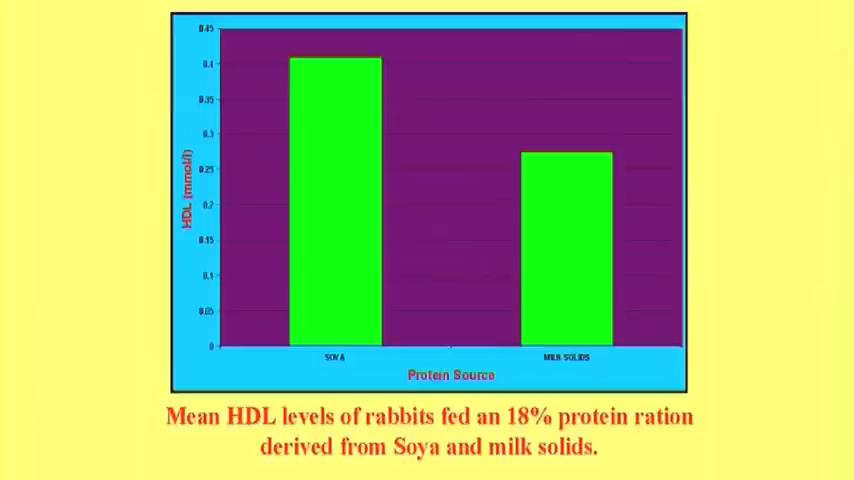 0.45
0.4
0.35
0.3
0.25
0.2
0.15
0.1
0.05
0
HDL (mmol/l)
SOYA
MILK SOLIDS
Protein Source
Mean HDL levels of rabbits fed an 18% protein ration
derived from Soya and milk solids.